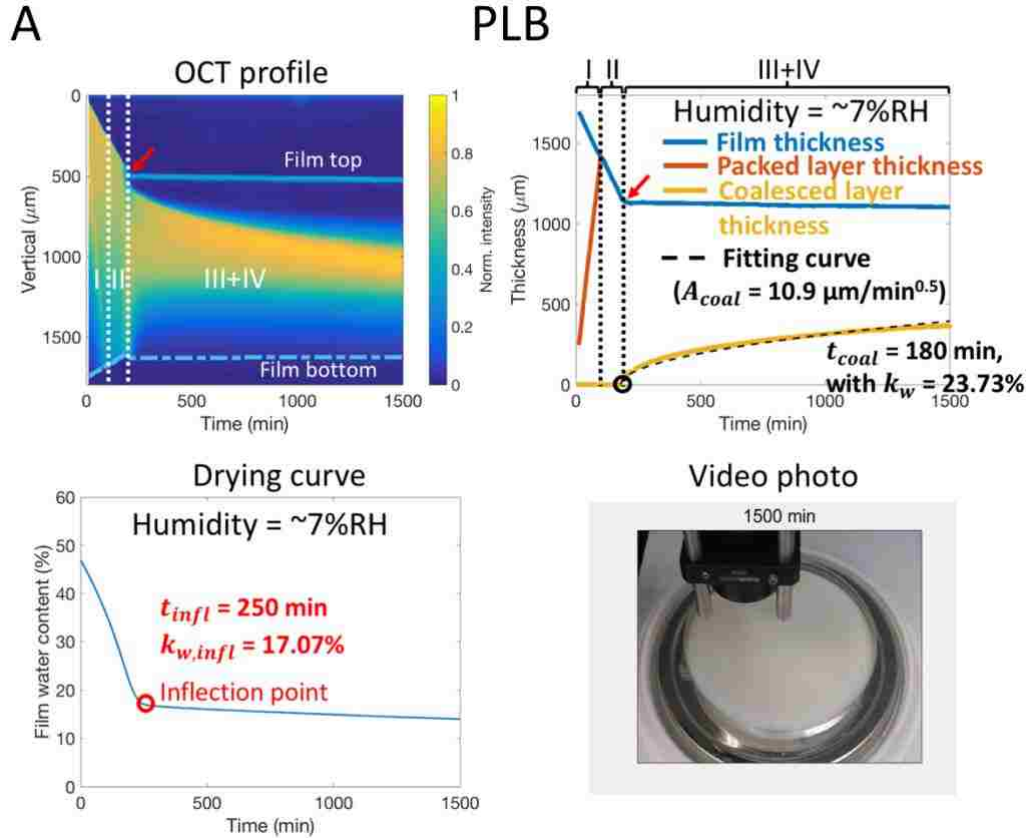 A
PLB
OCT profile
0
500
1000
1500
Vertical (μm)
0
500
1000
1500
Time (min)
Film top
I
II
III+IV
Film bottom
1
0.8
0.6
0.4
0.2
0
Norm. intensity
I
II
III+IV
Humidity = ~7%RH
Film thickness
Packed layer thickness
Coalesced layer
thickness
Fitting curve
(A_coal = 10.9 μm/min^0.5)
t_coal = 180 min,
with k_w = 23.73%
1500
1000
500
0
Thickness (μm)
0
500
1000
1500
Time (min)
Drying curve
60
50
40
30
20
10
0
Film water content (%)
Humidity = ~7%RH
t_infl = 250 min
k_w,infl = 17.07%
Inflection point
0
500
1000
1500
Time (min)
Video photo
1500 min